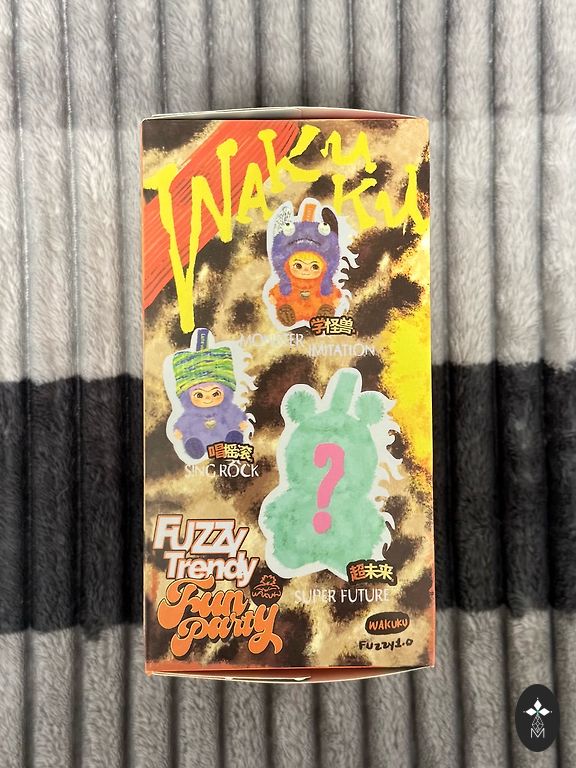 WAKUKU
学怪兽
MONSTER
IMITATION
唱摇滚
SING ROCK
?
超未来
SUPER FUTURE
FUZZY
Trendy
Fun
Party
WAKUKU
FUZZY1.0
M